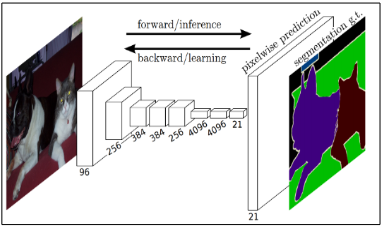 forward/inference
backward/learning
pixelwise prediction
segmentation g.t.
96
256
384
384
256
4096
4096
21
21